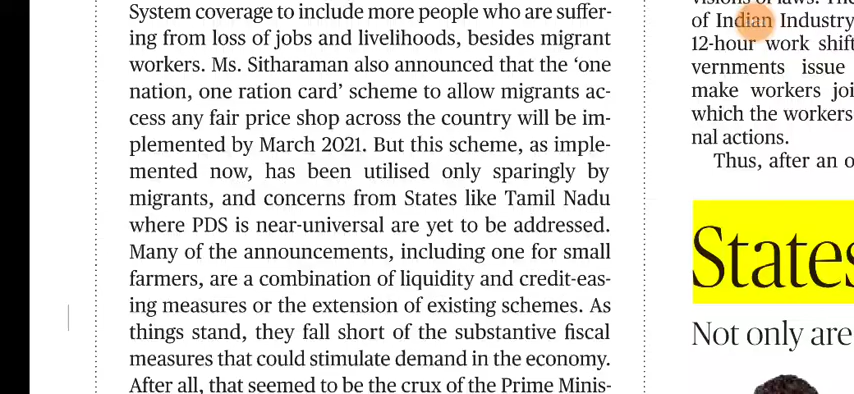 System coverage to include more people who are suffer-
ing from loss of jobs and livelihoods, besides migrant
workers. Ms. Sitharaman also announced that the ‘one
nation, one ration card’ scheme to allow migrants ac-
cess any fair price shop across the country will be im-
plemented by March 2021. But this scheme, as imple-
mented now, has been utilised only sparingly by
migrants, and concerns from States like Tamil Nadu
where PDS is near-universal are yet to be addressed.
Many of the announcements, including one for small
farmers, are a combination of liquidity and credit-eas-
ing measures or the extension of existing schemes. As
things stand, they fall short of the substantive fiscal
measures that could stimulate demand in the economy.
After all, that seemed to be the crux of the Prime Minis-
of Indian Industry
12-hour work shift
vernments issue
make workers joi
which the workers
nal actions.
Thus, after an o
States
Not only are